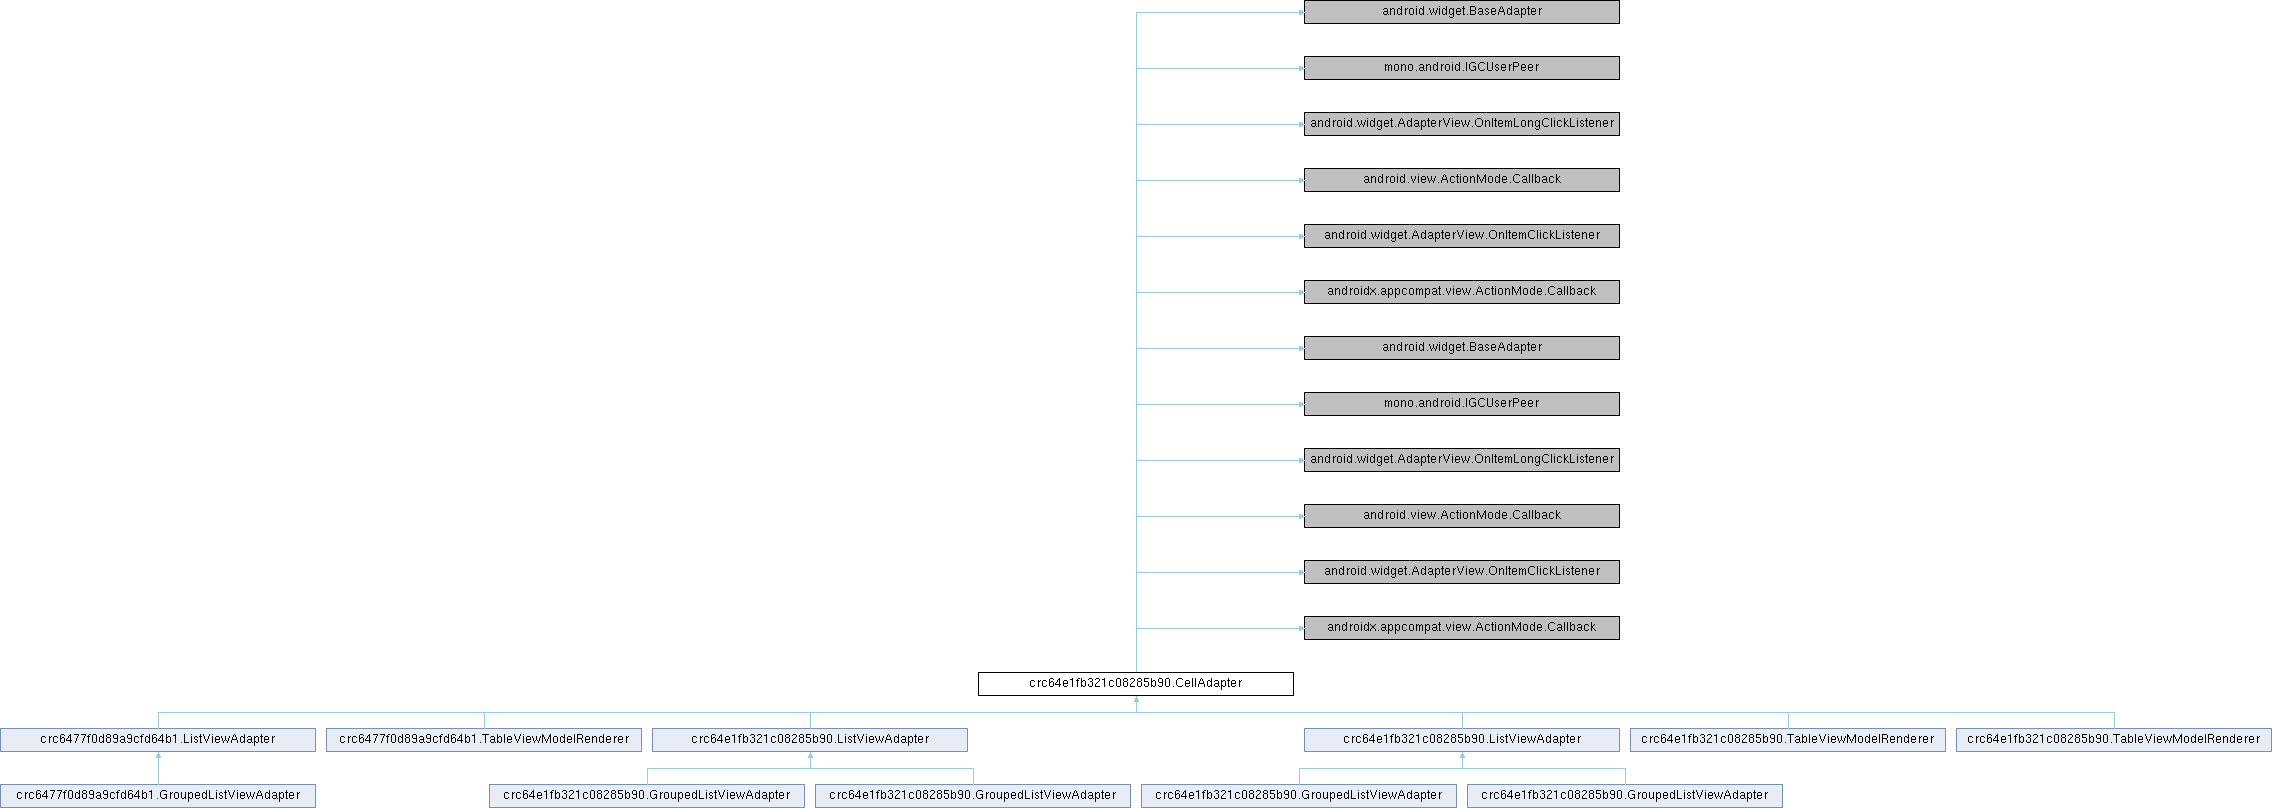 android.widget.BaseAdapter
mono.android.IGCUserPeer
android.widget.AdapterView.OnItemLongClickListener
android.view.ActionMode.Callback
android.widget.AdapterView.OnItemClickListener
androidx.appcompat.view.ActionMode.Callback
android.widget.BaseAdapter
mono.android.IGCUserPeer
android.widget.AdapterView.OnItemLongClickListener
android.view.ActionMode.Callback
android.widget.AdapterView.OnItemClickListener
androidx.appcompat.view.ActionMode.Callback
crc64e1fb321c08285b90.CellAdapter
crc6477f0d89a9cfd64b1.ListViewAdapter
crc6477f0d89a9cfd64b1.TableViewModelRenderer
crc64e1fb321c08285b90.ListViewAdapter
crc64e1fb321c08285b90.ListViewAdapter
crc64e1fb321c08285b90.TableViewModelRenderer
crc64e1fb321c08285b90.TableViewModelRenderer
crc6477f0d89a9cfd64b1.GroupedListViewAdapter
crc64e1fb321c08285b90.GroupedListViewAdapter
crc64e1fb321c08285b90.GroupedListViewAdapter
crc64e1fb321c08285b90.GroupedListViewAdapter
crc64e1fb321c08285b90.GroupedListViewAdapter